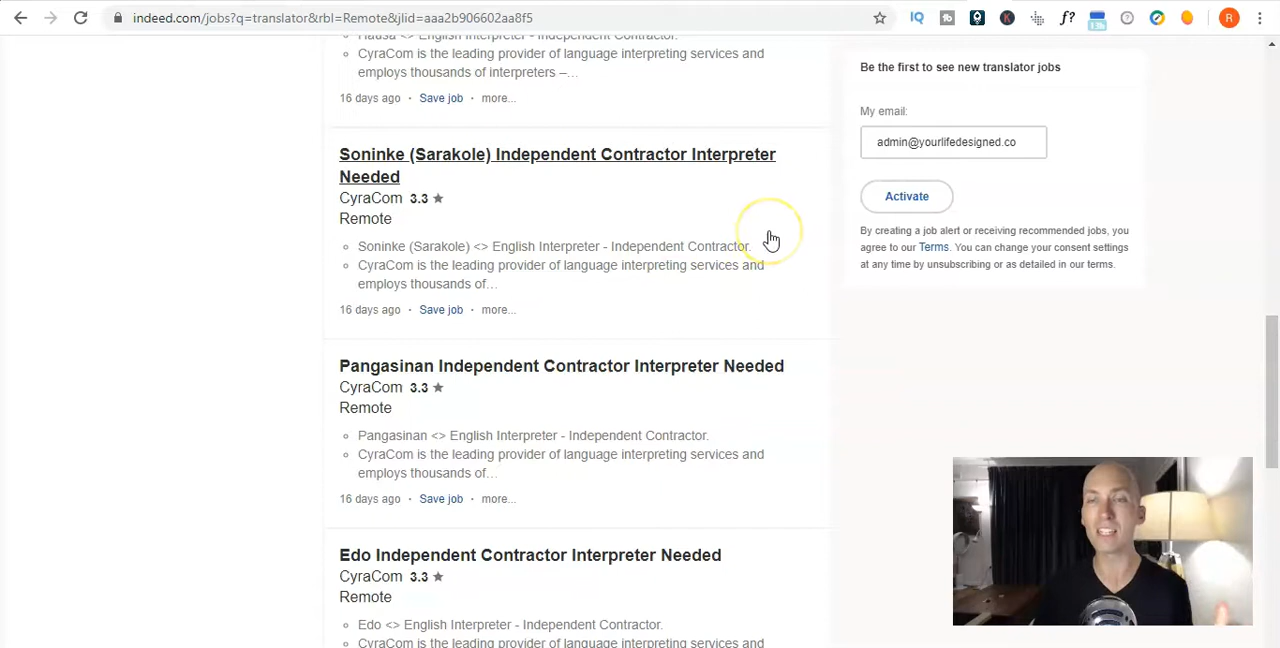 indeed.com/jobs?q=translator&rbl=Remote&jlid=aaa2b906602aa8f5
Hausa <> English Interpreter - Independent Contractor.
CyraCom is the leading provider of language interpreting services and
employs thousands of interpreters –…
16 days ago · Save job · more...
Soninke (Sarakole) Independent Contractor Interpreter
Needed
CyraCom 3.3 ★
Remote
Soninke (Sarakole) <> English Interpreter - Independent Contractor.
CyraCom is the leading provider of language interpreting services and
employs thousands of…
16 days ago · Save job · more...
Pangasinan Independent Contractor Interpreter Needed
CyraCom 3.3 ★
Remote
Pangasinan <> English Interpreter - Independent Contractor.
CyraCom is the leading provider of language interpreting services and
employs thousands of…
16 days ago · Save job · more...
Edo Independent Contractor Interpreter Needed
CyraCom 3.3 ★
Remote
Edo <> English Interpreter - Independent Contractor.
CyraCom is the leading provider of language interpreting services and
Be the first to see new translator jobs
My email:
admin@yourlifedesigned.co
Activate
By creating a job alert or receiving recommended jobs, you
agree to our Terms. You can change your consent settings
at any time by unsubscribing or as detailed in our terms.
IQ
K
f?
R